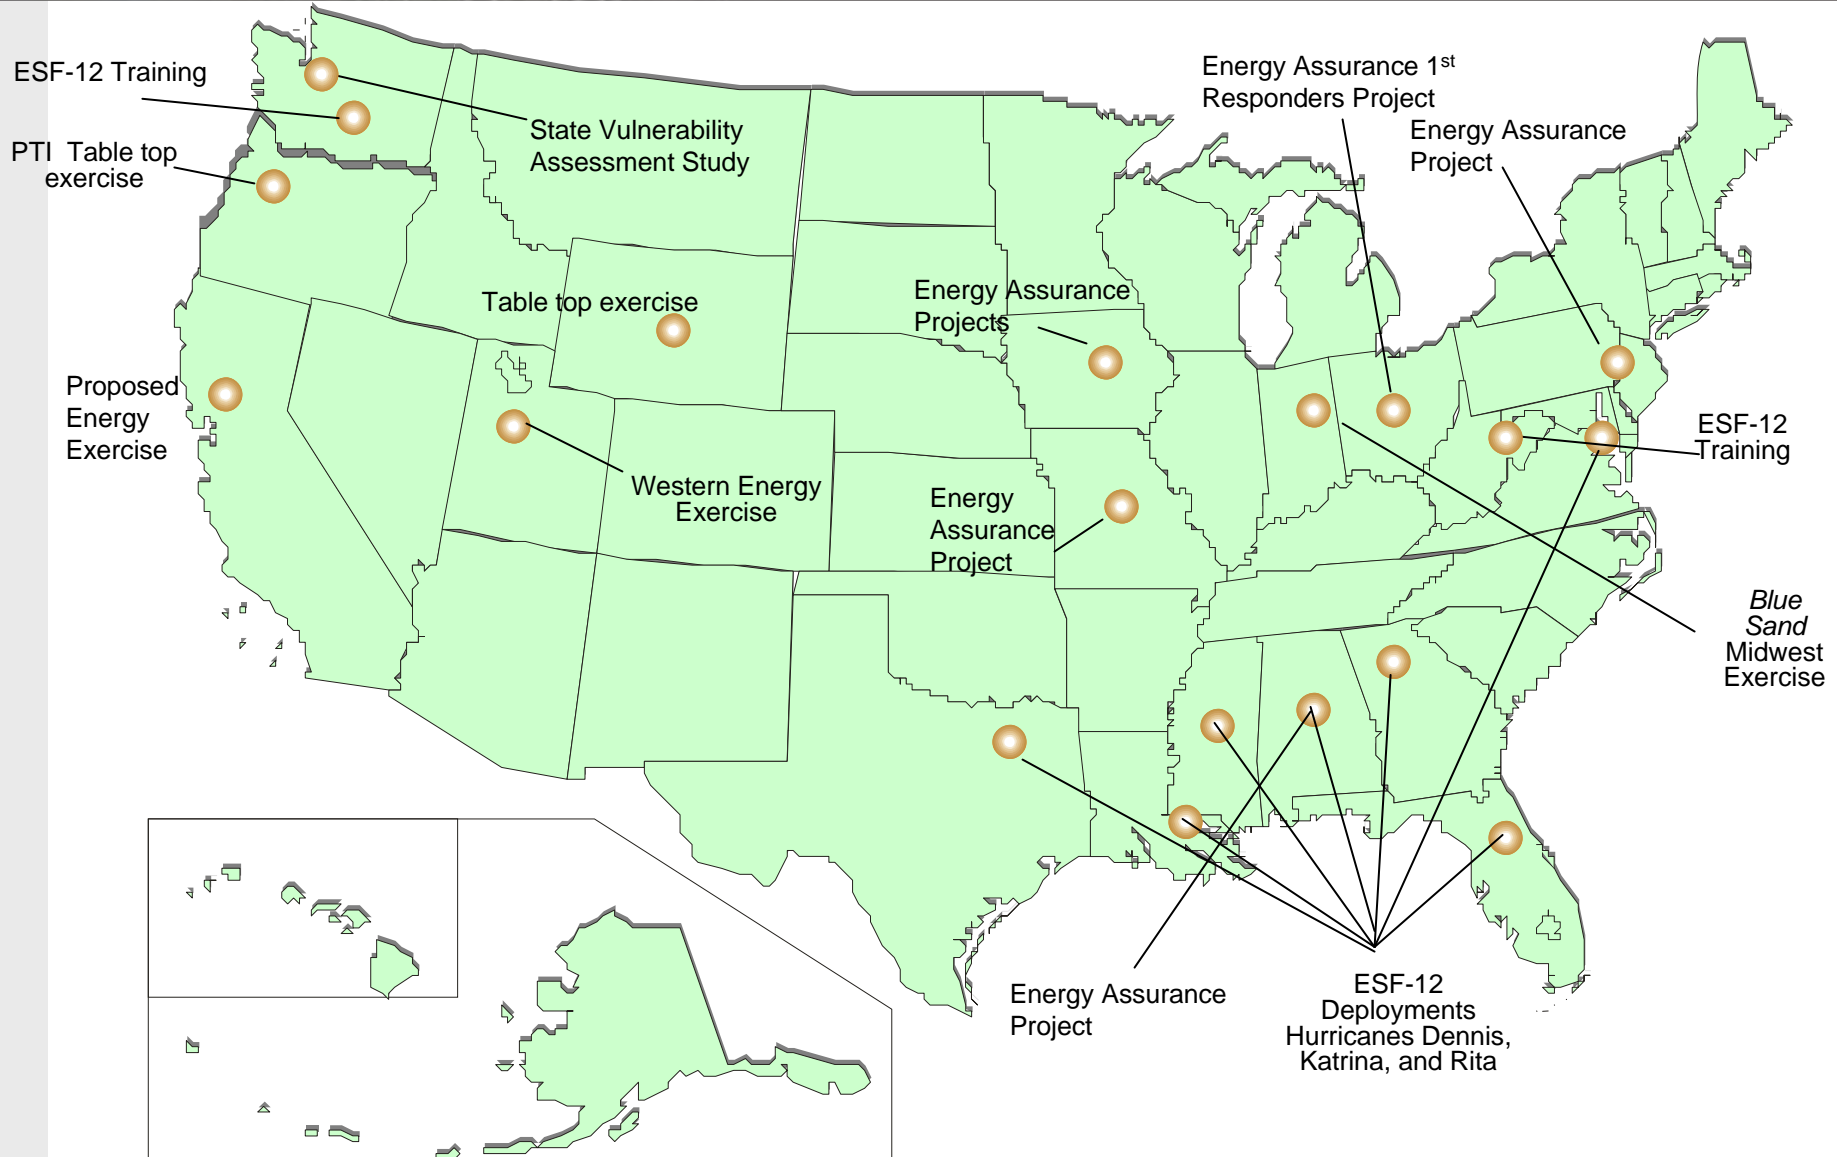 ESF-12 Training
PTI  Table top
exercise
State Vulnerability
Assessment Study
Energy Assurance 1st
Responders Project
Energy Assurance
Project
Table top exercise
Energy Assurance
Projects
Proposed
Energy
Exercise
Western Energy
Exercise
Energy
Assurance
Project
ESF-12
Training
Blue
Sand
Midwest
Exercise
Energy Assurance
Project
ESF-12
Deployments
Hurricanes Dennis,
Katrina, and Rita